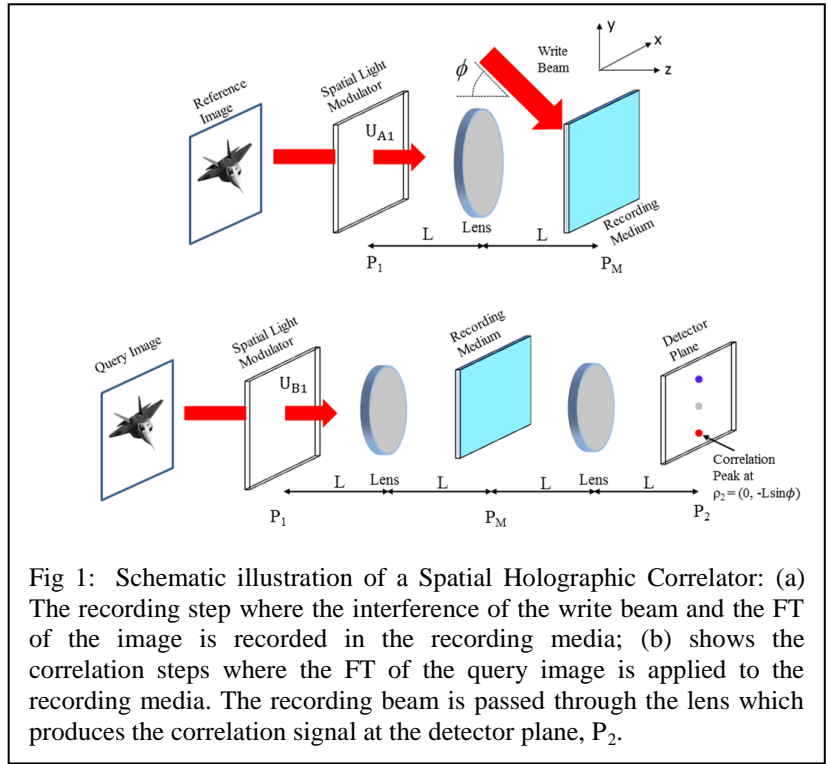 y
x
z
Write
Beam
ϕ
Spatial Light
Modulator
Reference
Image
U_A1
Lens
Recording
Medium
L
L
P_1
P_M
Query Image
Spatial Light
Modulator
Recording
Medium
Detector
Plane
U_B1
Correlation
Peak at
ρ_2 = (0, -Lsinϕ)
Lens
Lens
L
L
L
L
P_1
P_M
P_2
Fig 1: Schematic illustration of a Spatial Holographic Correlator: (a)
The recording step where the interference of the write beam and the FT
of the image is recorded in the recording media; (b) shows the
correlation steps where the FT of the query image is applied to the
recording media. The recording beam is passed through the lens which
produces the correlation signal at the detector plane, P_2.